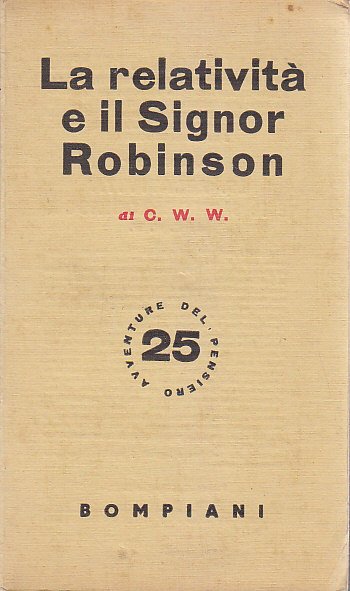 La relatività
e il Signor
Robinson
di C. W. W.
AVVENTURE DEL PENSIERO
25
BOMPIANI